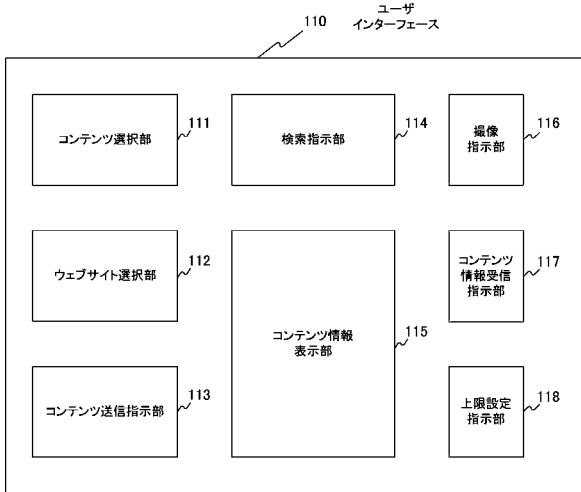 110
ユーザ
インターフェース
コンテンツ選択部
111
検索指示部
114
撮像
指示部
116
ウェブサイト選択部
112
コンテンツ情報
表示部
115
コンテンツ
情報受信
指示部
117
コンテンツ送信指示部
113
上限設定
指示部
118